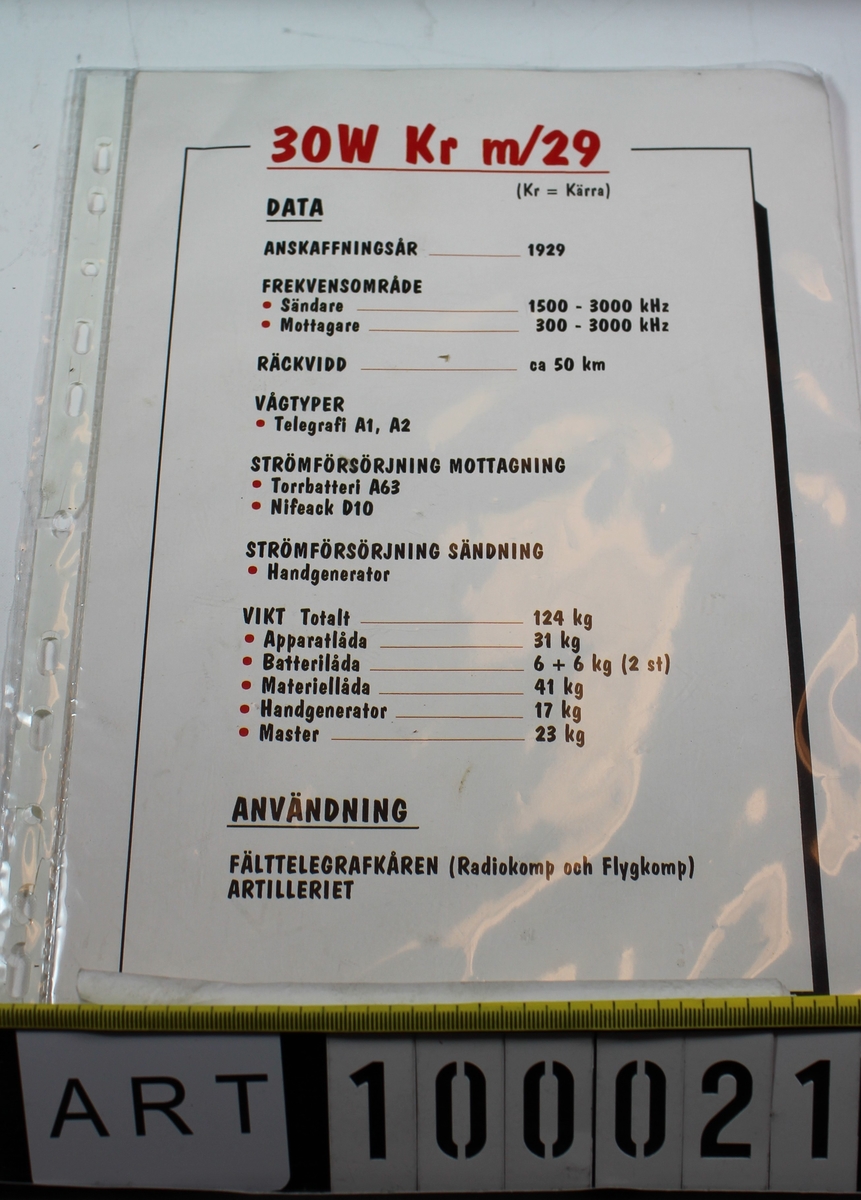 30W Kr m/29
(Kr = Kärra)
DATA
ANSKAFFNINGSÅR 1929
FREKVENSOMRÅDE
• Sändare 1500 - 3000 kHz
• Mottagare 300 - 3000 kHz
RÄCKVIDD ca 50 km
VÅGTYPER
• Telegrafi A1, A2
STRÖMFÖRSÖRJNING MOTTAGNING
• Torrbatteri A63
• Nifeack D10
STRÖMFÖRSÖRJNING SÄNDNING
• Handgenerator
VIKT Totalt 124 kg
• Apparatlåda 31 kg
• Batterilåda 6 + 6 kg (2 st)
• Materiellåda 41 kg
• Handgenerator 17 kg
• Master 23 kg
ANVÄNDNING
FÄLTTELEGRAFKÅREN (Radiokomp och Flygkomp)
ARTILLERIET
ART 100021